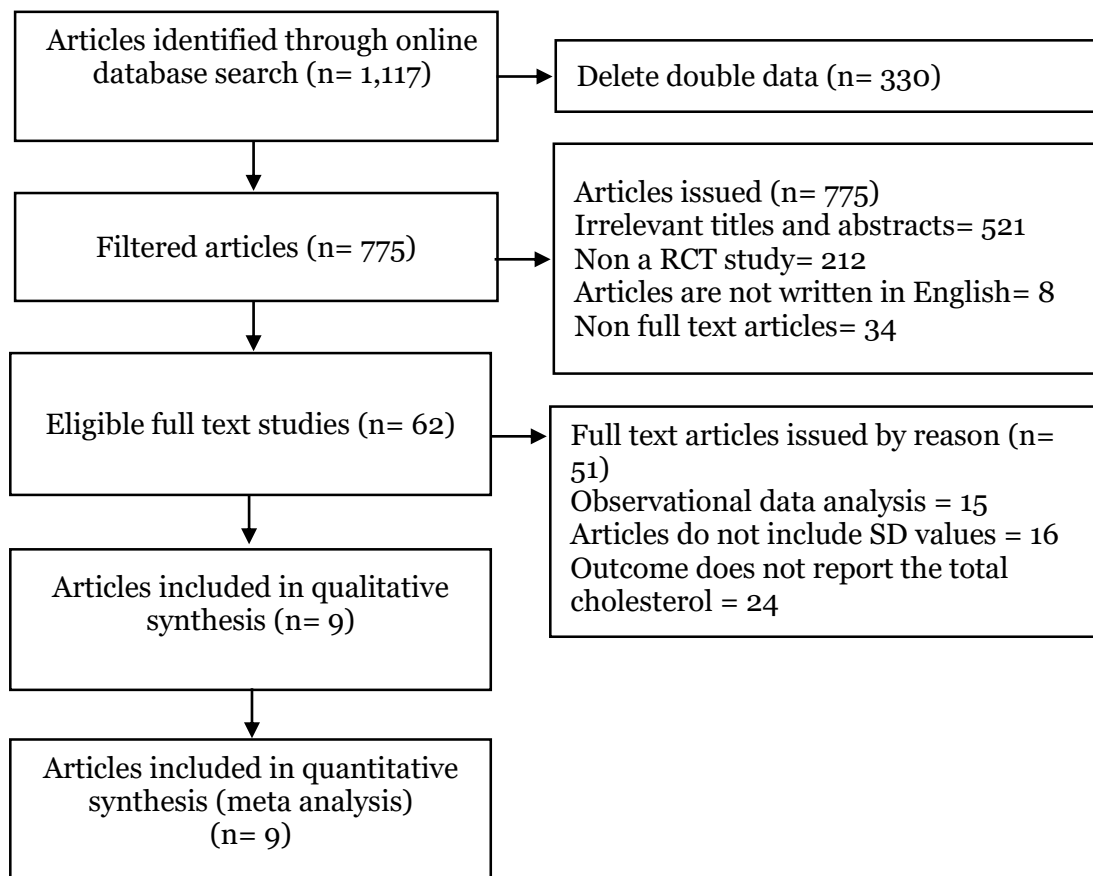 Articles identified through online
database search (n= 1,117)
Delete double data (n= 330)
Filtered articles (n= 775)
Articles issued (n= 775)
Irrelevant titles and abstracts= 521
Non a RCT study= 212
Articles are not written in English= 8
Non full text articles= 34
Eligible full text studies (n= 62)
Full text articles issued by reason (n=
51)
Observational data analysis = 15
Articles do not include SD values = 16
Outcome does not report the total
cholesterol = 24
Articles included in qualitative
synthesis (n= 9)
Articles included in quantitative
synthesis (meta analysis)
(n= 9)